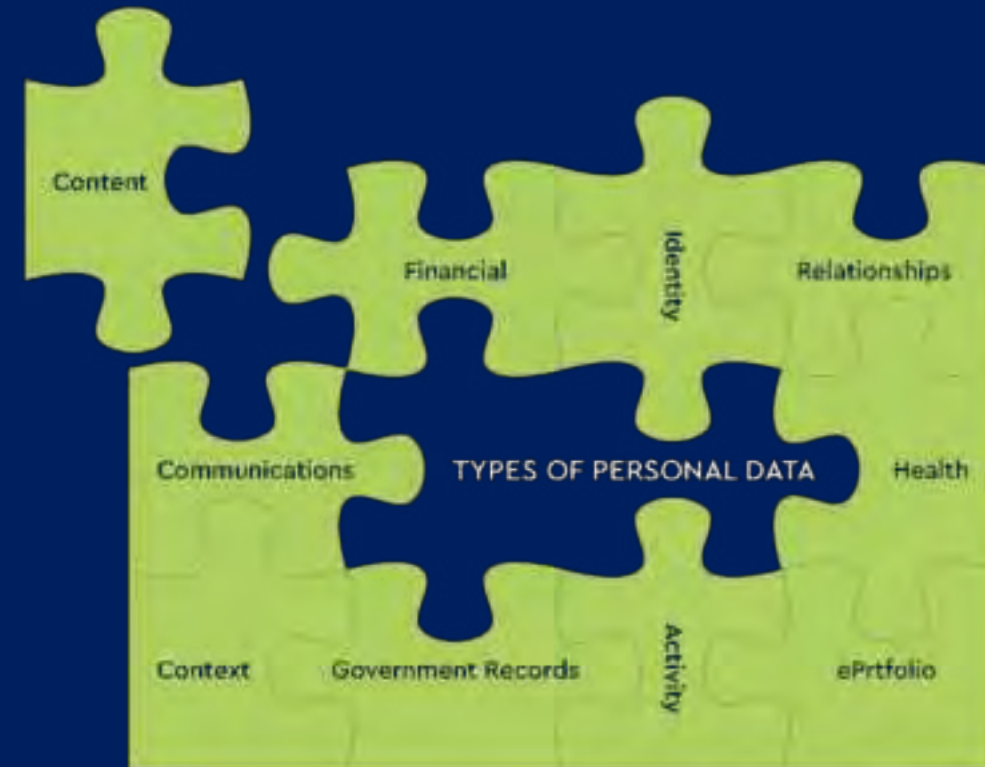 Content
Financial
Identity
Relationships
Communications
TYPES OF PERSONAL DATA
Health
Context
Government Records
Activity
ePrtfolio